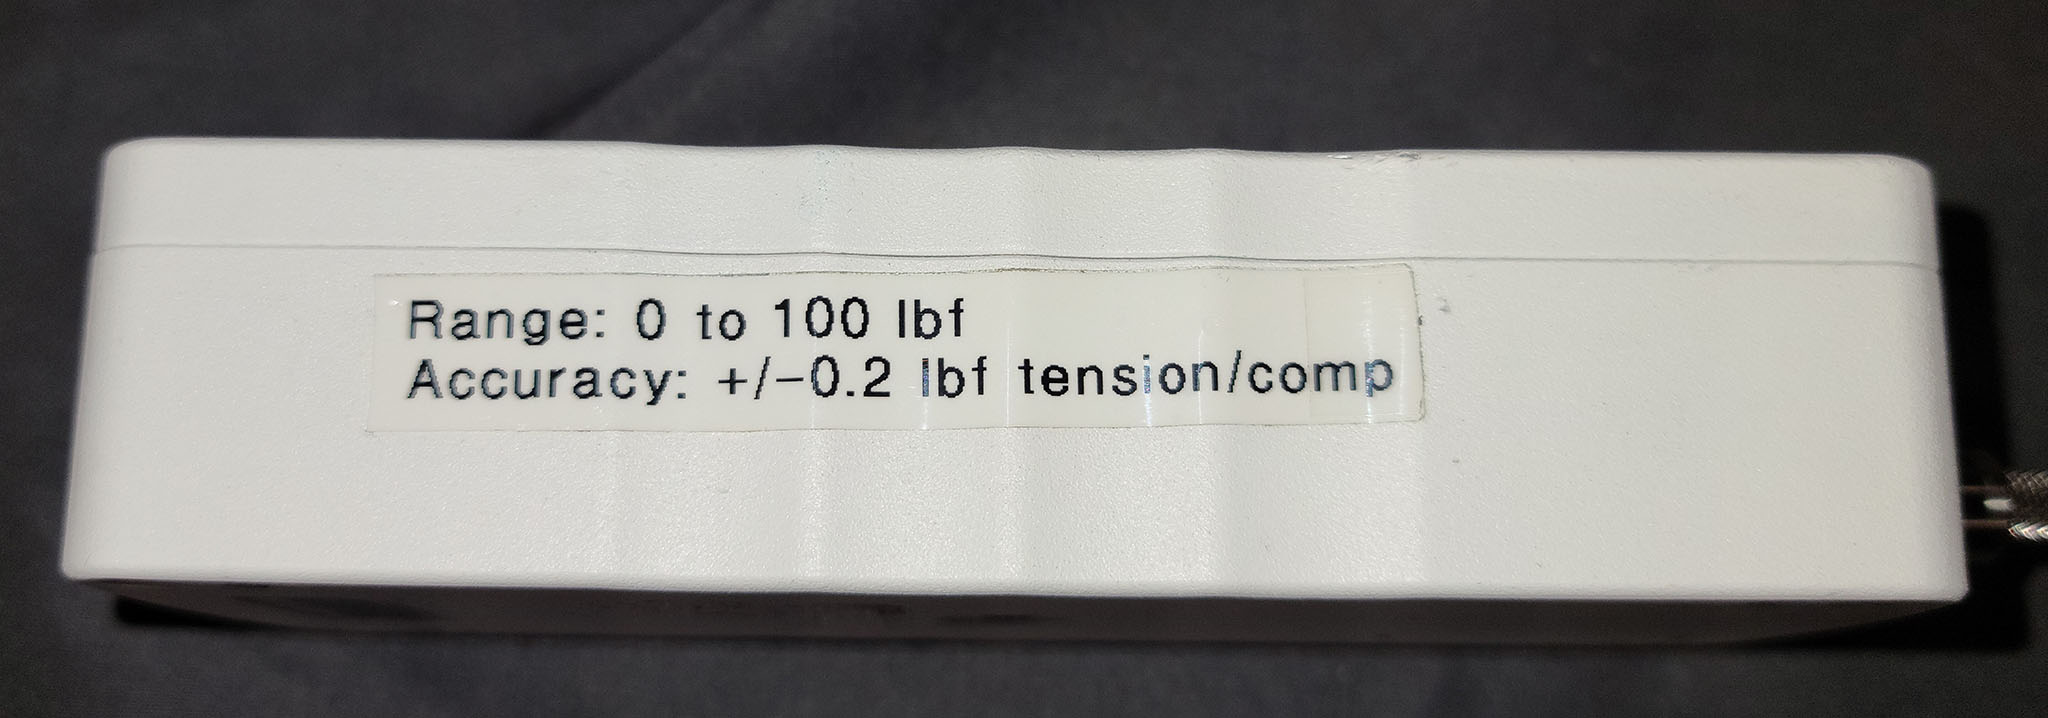 Range: 0 to 100 lbf
Accuracy: +/-0.2 lbf tension/comp